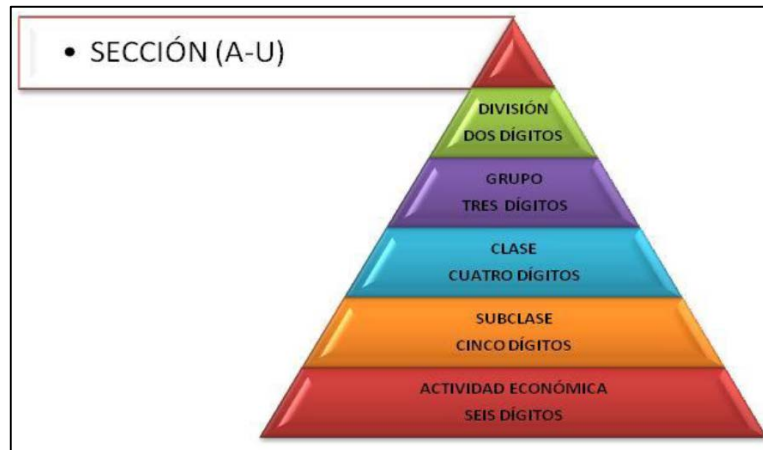 • SECCIÓN (A-U)
DIVISIÓN
DOS DÍGITOS
GRUPO
TRES DÍGITOS
CLASE
CUATRO DÍGITOS
SUBCLASE
CINCO DÍGITOS
ACTIVIDAD ECONÓMICA
SEIS DÍGITOS